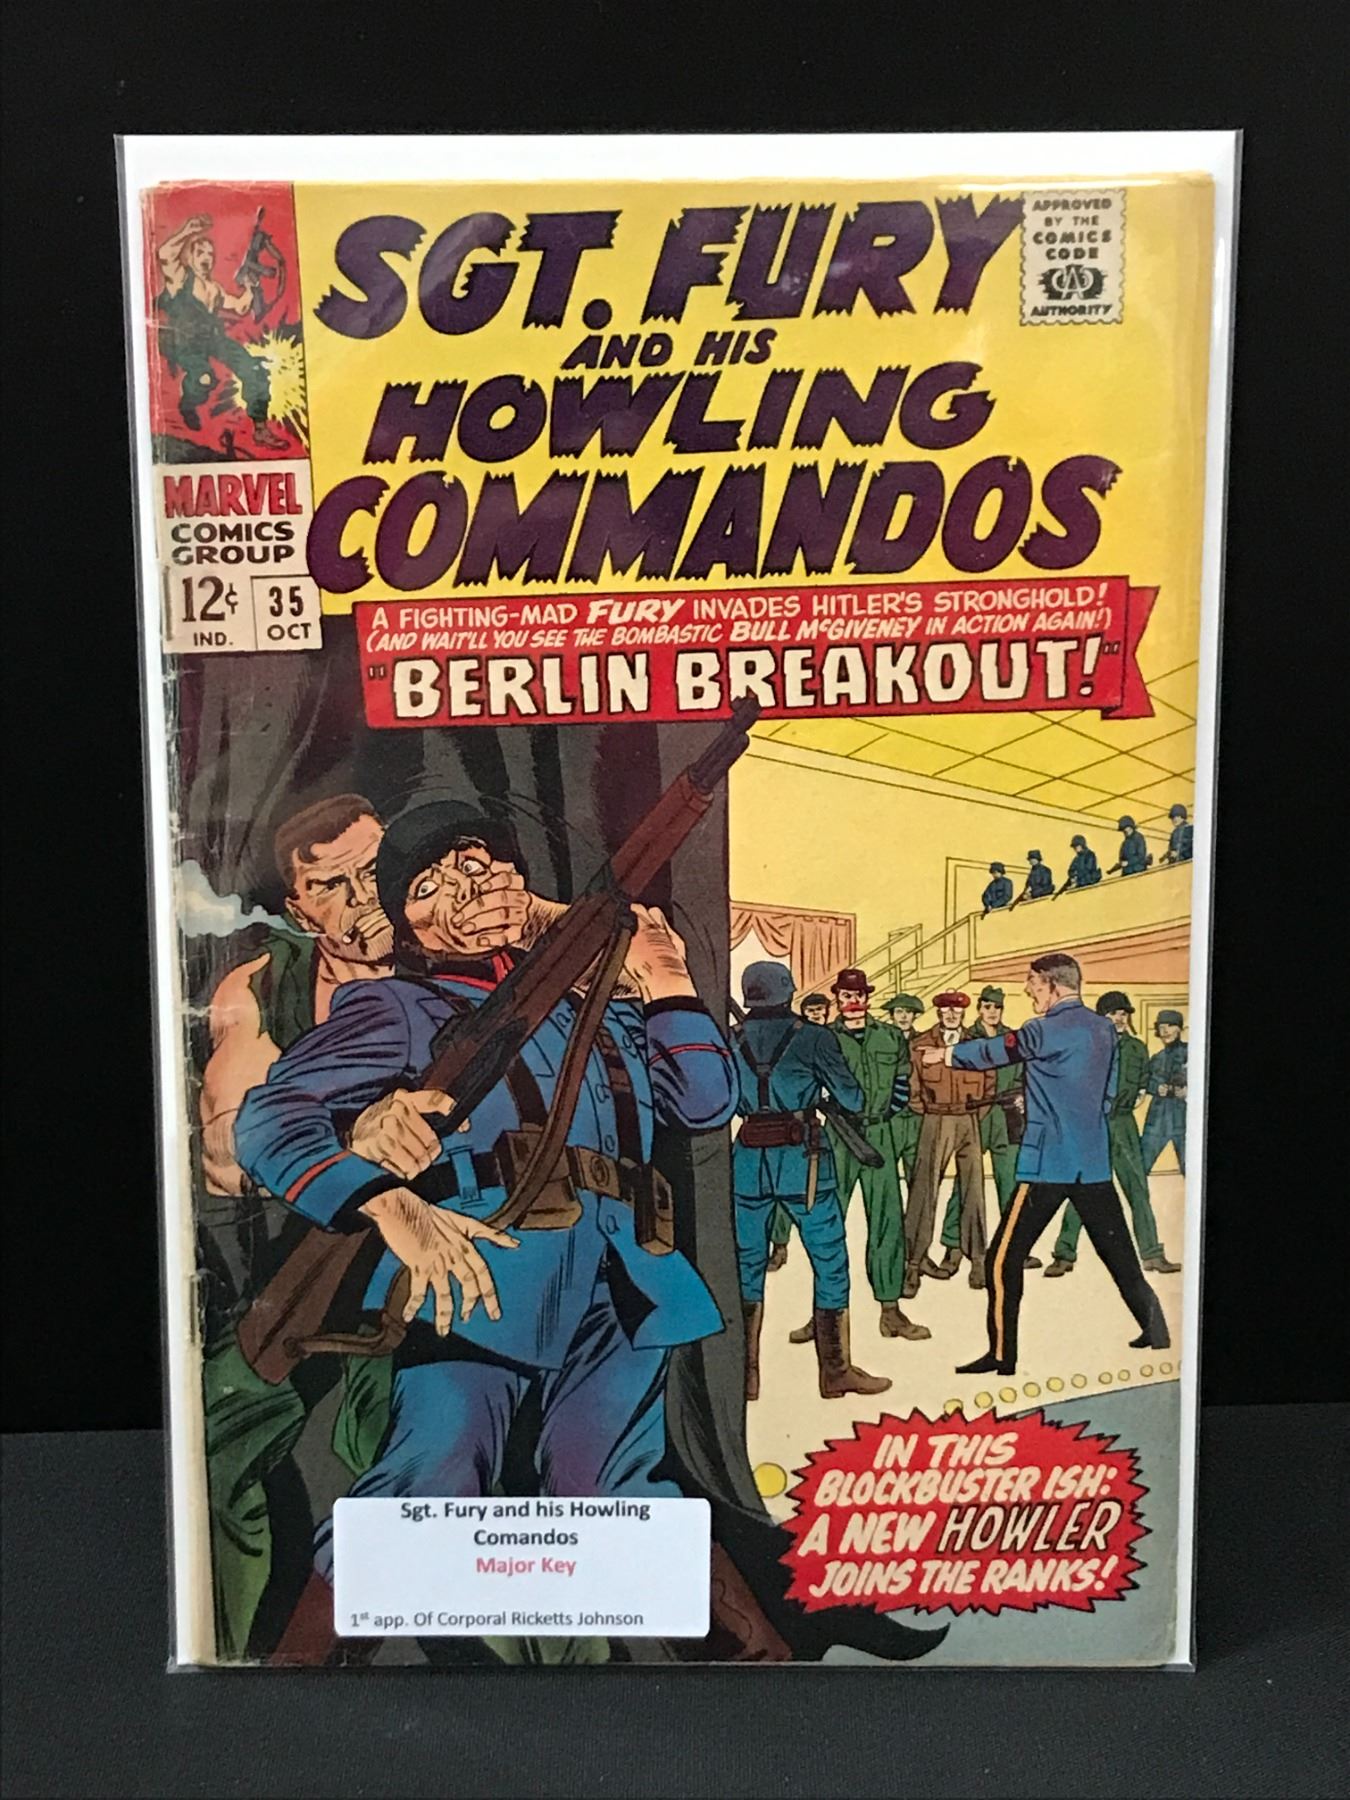 SGT. FURY
AND HIS
HOWLING
COMMANDOS
APPROVED
BY THE
COMICS
CODE
CA
AUTHORITY
MARVEL
COMICS
GROUP
12¢
IND.
35
OCT
A FIGHTING-MAD FURY INVADES HITLER'S STRONGHOLD!
(AND WAIT'LL YOU SEE THE BOMBASTIC BULL McGIVENEY IN ACTION AGAIN!)
"BERLIN BREAKOUT!"
IN THIS
BLOCKBUSTER ISH:
A NEW HOWLER
JOINS THE RANKS!
Sgt. Fury and his Howling
Comandos
Major Key
1st app. Of Corporal Ricketts Johnson